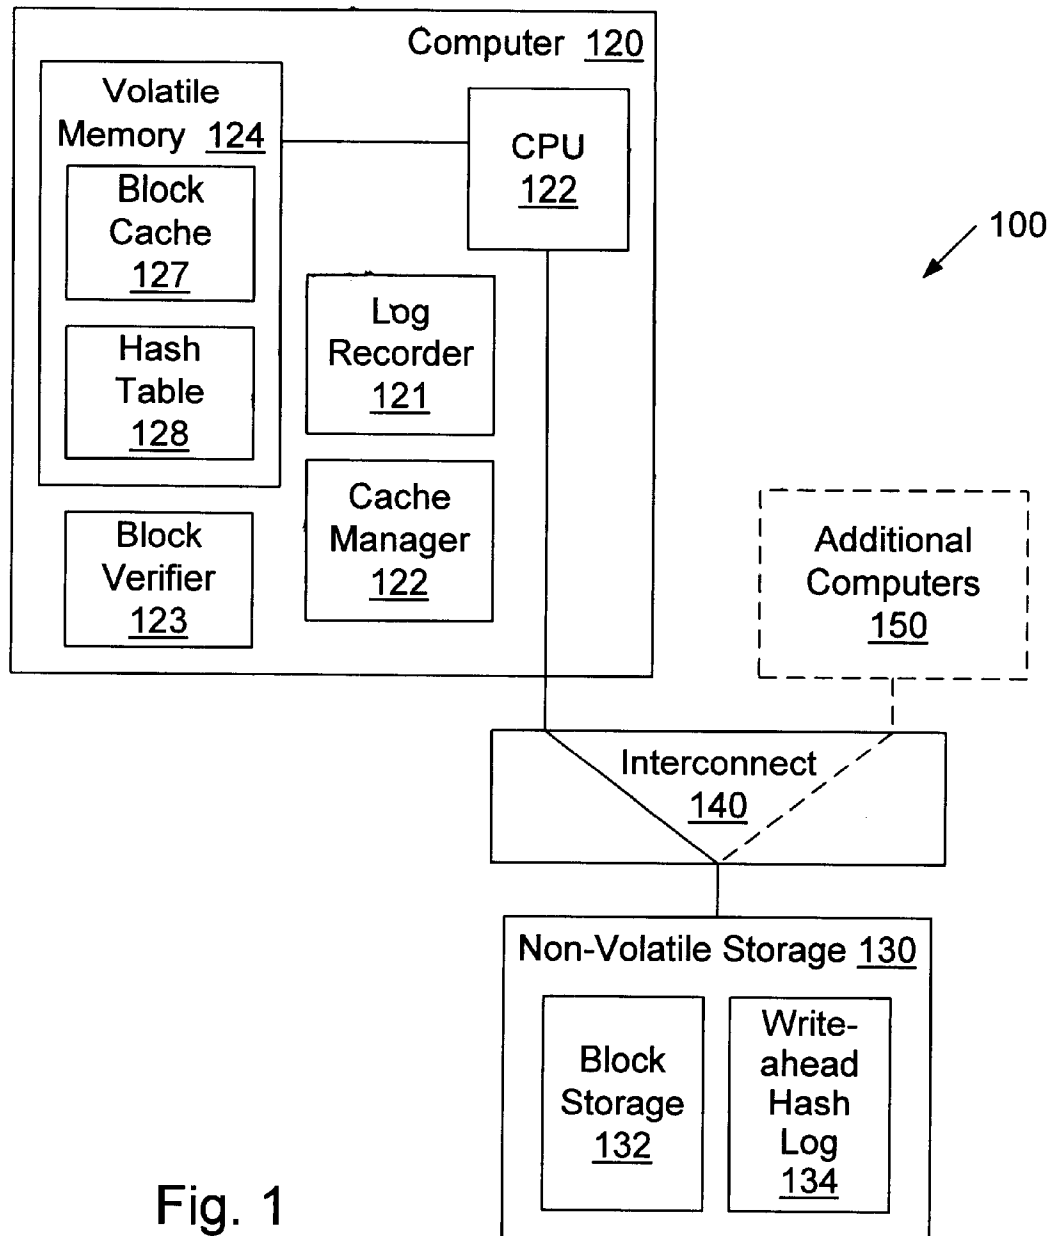 Computer 120
Volatile
Memory 124
CPU
122
Block
Cache
127
100
Log
Recorder
121
Hash
Table
128
Cache
Manager
122
Block
Verifier
123
Additional
Computers
150
Interconnect
140
Non-Volatile Storage 130
Block
Storage
132
Write-
ahead
Hash
Log
134
Fig. 1